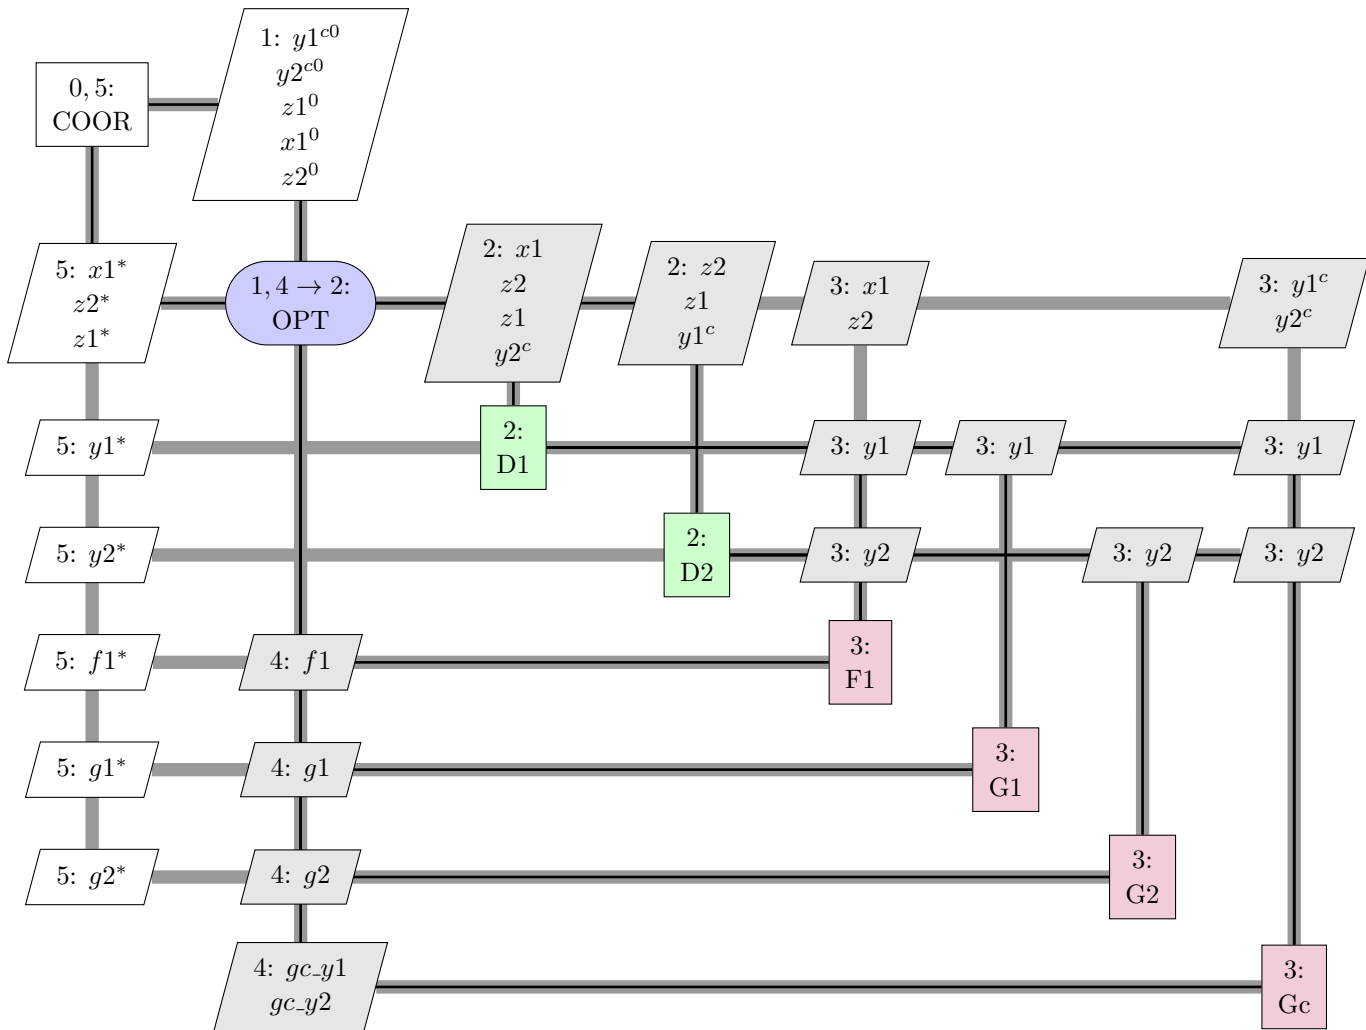 1: y1^{c0}
y2^{c0}
z1^0
x1^0
z2^0
0, 5:
COOR
5: x1*
z2*
z1*
1, 4 → 2:
OPT
2: x1
z2
z1
y2^c
2: z2
z1
y1^c
3: x1
z2
3: y1^c
y2^c
5: y1*
2:
D1
3: y1
3: y1
3: y1
5: y2*
2:
D2
3: y2
3: y2
3: y2
5: f1*
4: f1
3:
F1
5: g1*
4: g1
3:
G1
5: g2*
4: g2
3:
G2
4: gc_y1
gc_y2
3:
Gc